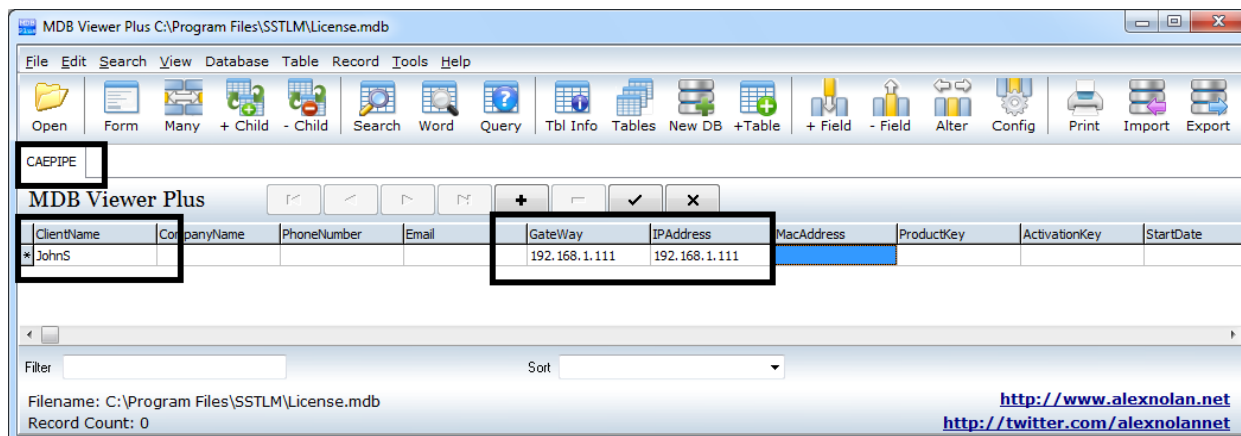 MDB Viewer Plus C:\Program Files\SSTLM\License.mdb
File Edit Search View Database Table Record Tools Help
Open Form Many + Child - Child Search Word Query Tbl Info Tables New DB +Table + Field - Field Alter Config Print Import Export
CAEPIPE
MDB Viewer Plus
ClientName CompanyName PhoneNumber Email GateWay IPAddress MacAddress ProductKey ActivationKey StartDate
* JohnS 192.168.1.111 192.168.1.111
Filter Sort
Filename: C:\Program Files\SSTLM\License.mdb http://www.alexnolan.net
Record Count: 0 http://twitter.com/alexnolannet